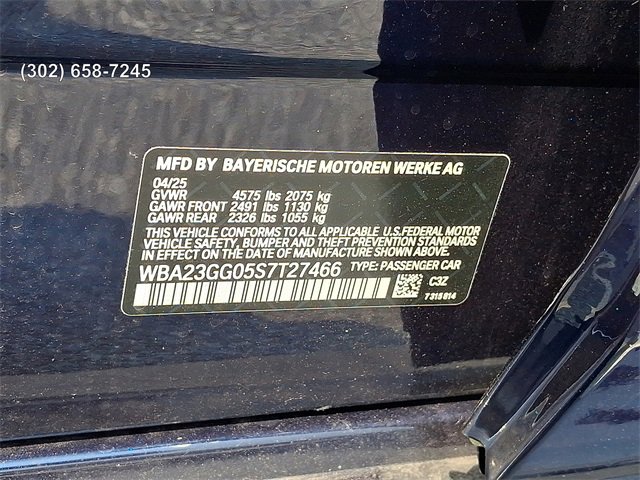 (302) 658-7245
MFD BY BAYERISCHE MOTOREN WERKE AG
04/25
GVWR 4575 lbs 2075 kg
GAWR FRONT 2491 lbs 1130 kg
GAWR REAR 2326 lbs 1055 kg
THIS VEHICLE CONFORMS TO ALL APPLICABLE U.S.FEDERAL MOTOR
VEHICLE SAFETY, BUMPER AND THEFT PREVENTION STANDARDS
IN EFFECT ON THE DATE OF MANUFACTURE SHOWN ABOVE.
WBA23GG05S7T27466 TYPE: PASSENGER CAR
C3Z
7315814